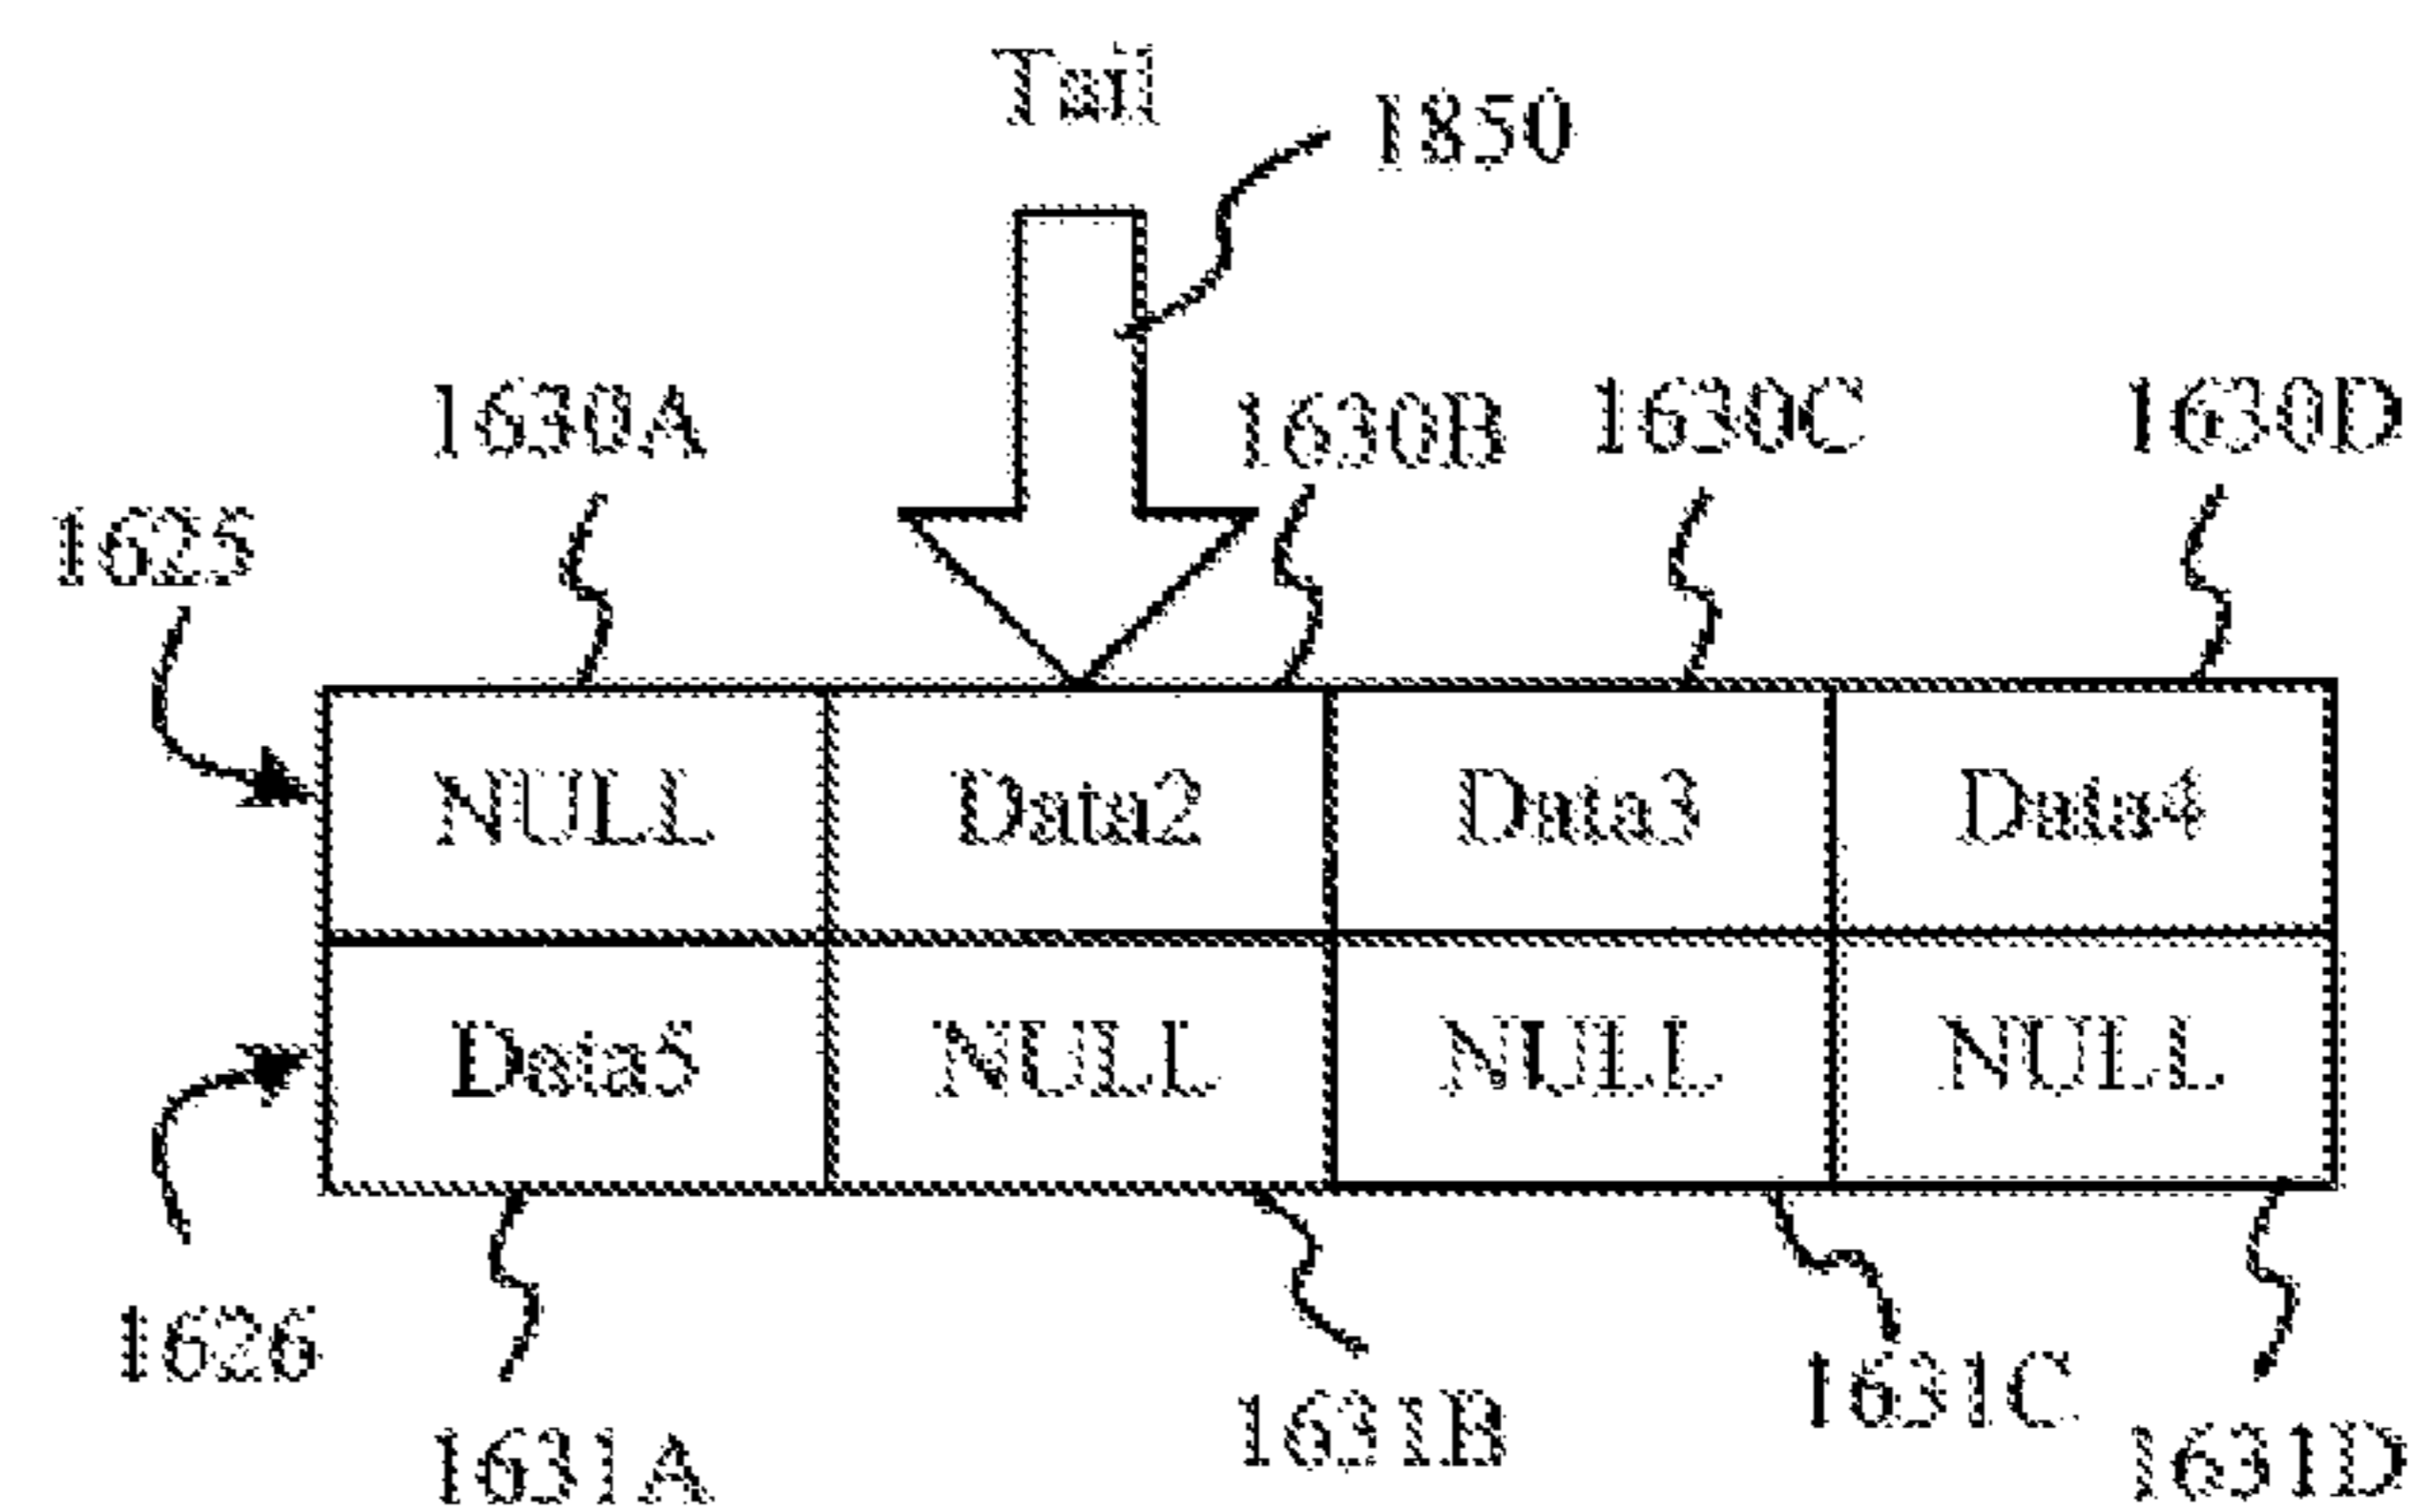 Tail
1850
1630A 1630B 1630C 1630D
1625
NULL Data2 Data3 Data4
Data5 NULL NULL NULL
1626
1631A 1631B 1631C 1631D